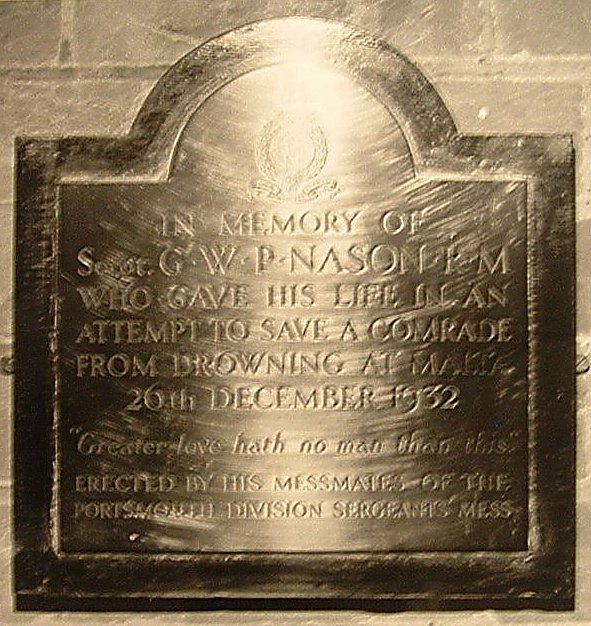 IN MEMORY OF
Sergt. G·W·P·NASON·R·M
WHO GAVE HIS LIFE IN AN
ATTEMPT TO SAVE A COMRADE
FROM DROWNING AT MALTA
26th DECEMBER 1932
"Greater love hath no man than this."
ERECTED BY HIS MESSMATES OF THE
PORTSMOUTH DIVISION SERGEANTS' MESS